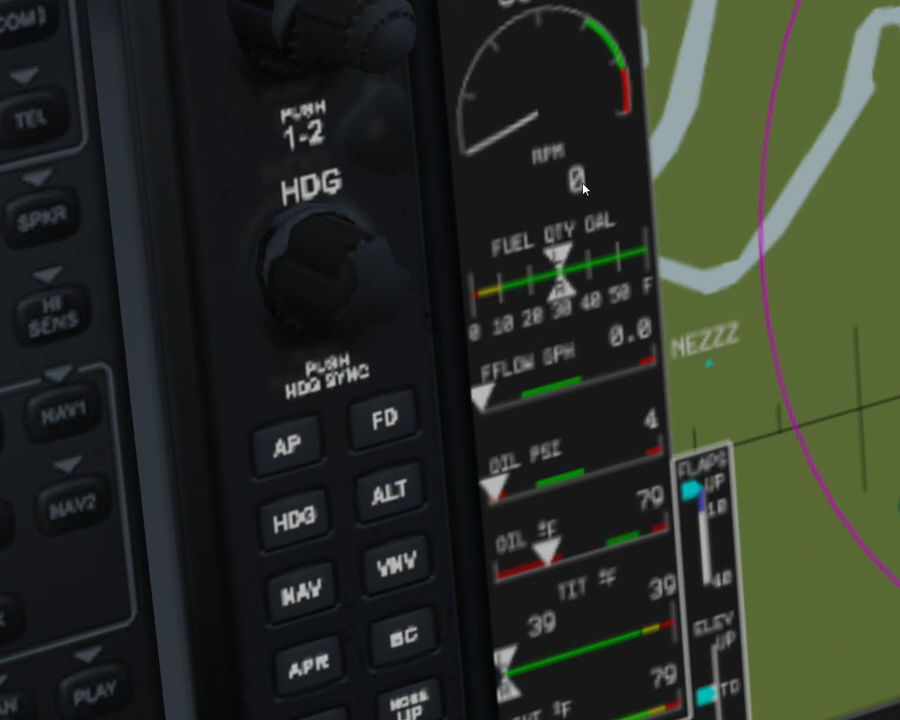 COM)
TEL
SPKR
HI
SENS
NAV1
NAV2
PLAY
PUSH
1-2
HDG
PUSH
HDG SYNC
AP
FD
HDG
ALT
NAV
VNV
APR
BC
NOSE
UP
RPM
0
FUEL QTY GAL
0 10 20 30 40 50 F
FFLOW GPH
0.0
OIL PSI
4
OIL °F
79
TIT °F
39
39
79
°F
NEZZZ
FLAPS
UP
10
40
ELEV
UP
TO